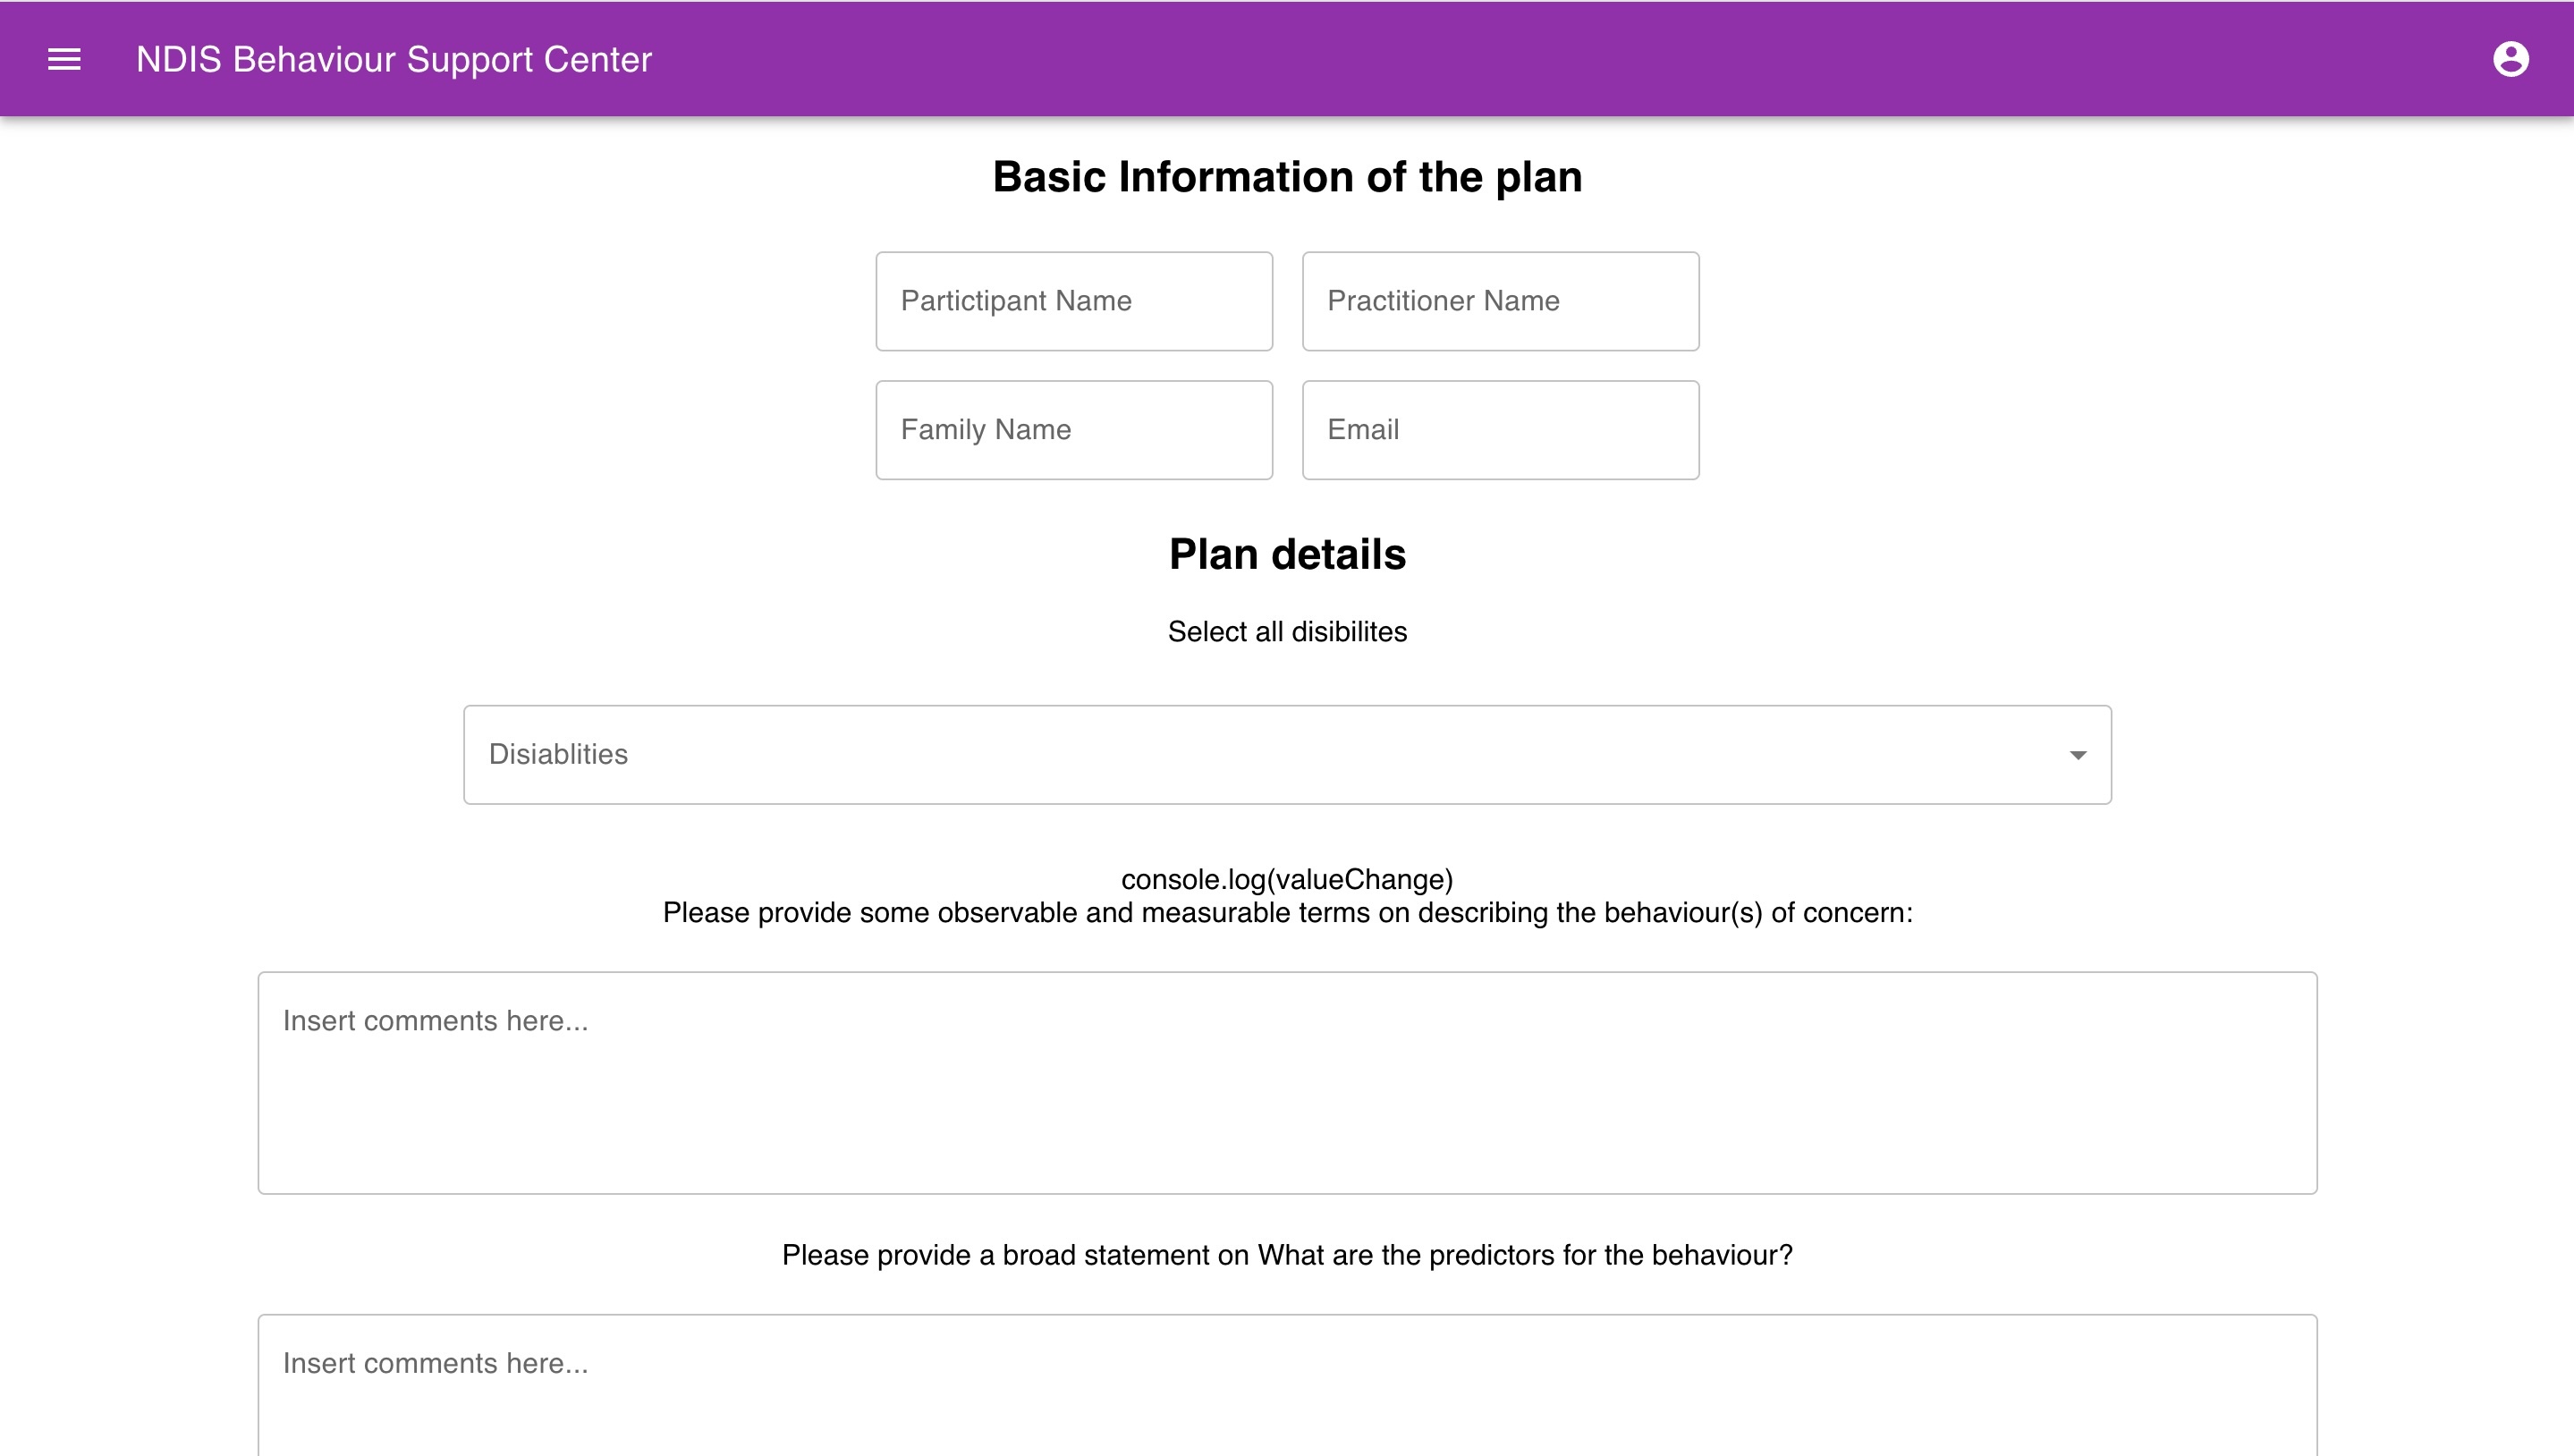 NDIS Behaviour Support Center
Basic Information of the plan
Partictipant Name
Practitioner Name
Family Name
Email
Plan details
Select all disibilites
Disiablities
console.log(valueChange)
Please provide some observable and measurable terms on describing the behaviour(s) of concern:
Insert comments here...
Please provide a broad statement on What are the predictors for the behaviour?
Insert comments here...